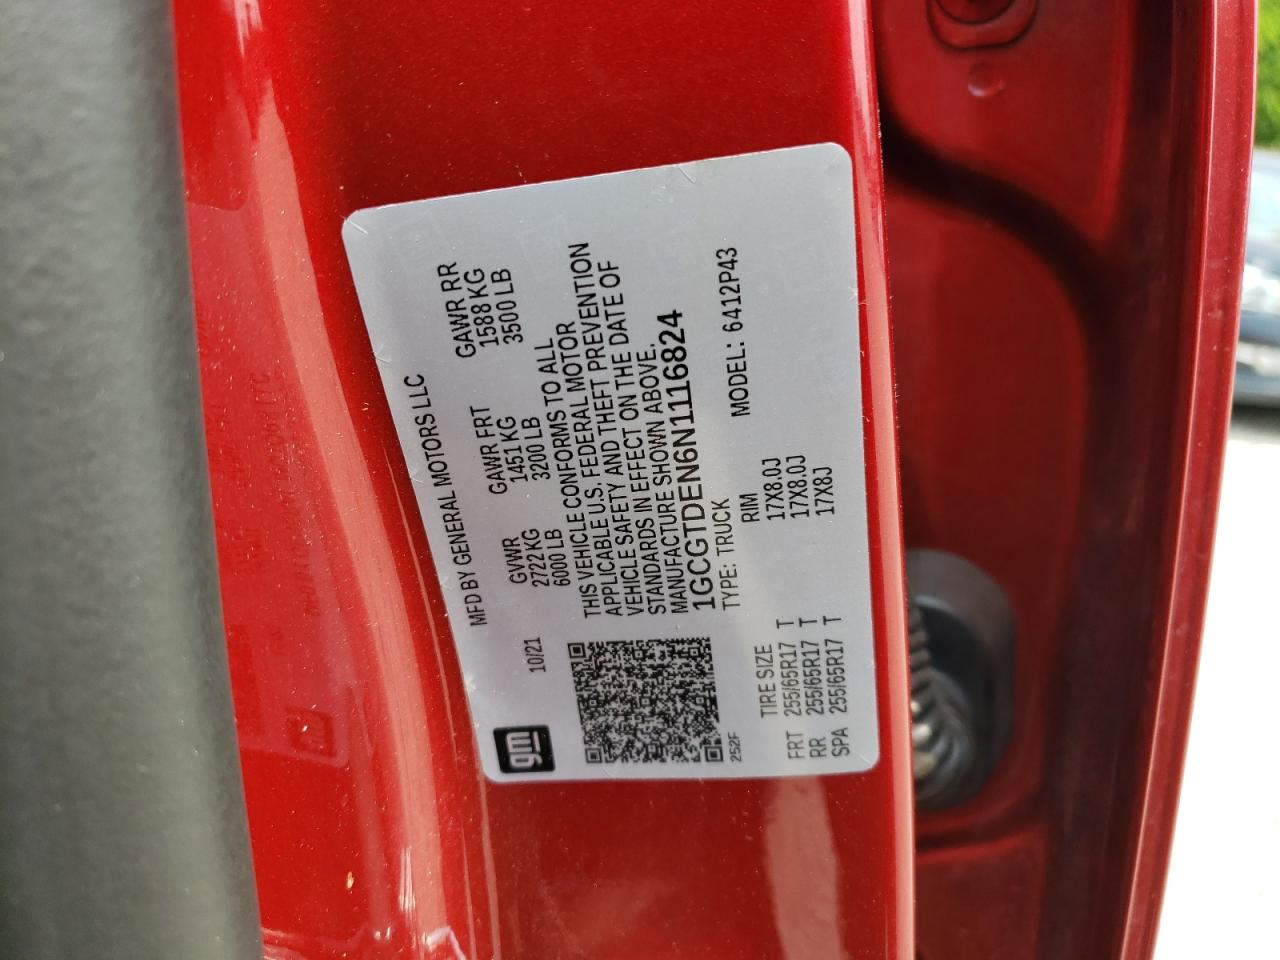 MFD BY GENERAL MOTORS LLC
gm
10/21
GVWR GAWR FRT GAWR RR
2722 KG 1451 KG 1588 KG
6000 LB 3200 LB 3500 LB
THIS VEHICLE CONFORMS TO ALL
APPLICABLE U.S. FEDERAL MOTOR
VEHICLE SAFETY AND THEFT PREVENTION
STANDARDS IN EFFECT ON THE DATE OF
MANUFACTURE SHOWN ABOVE.
1GCGTDEN6N1116824
TYPE: TRUCK MODEL: 6412P43
252F
TIRE SIZE RIM
FRT 255/65R17 T 17X8.0J
RR 255/65R17 T 17X8.0J
SPA 255/65R17 T 17X8J